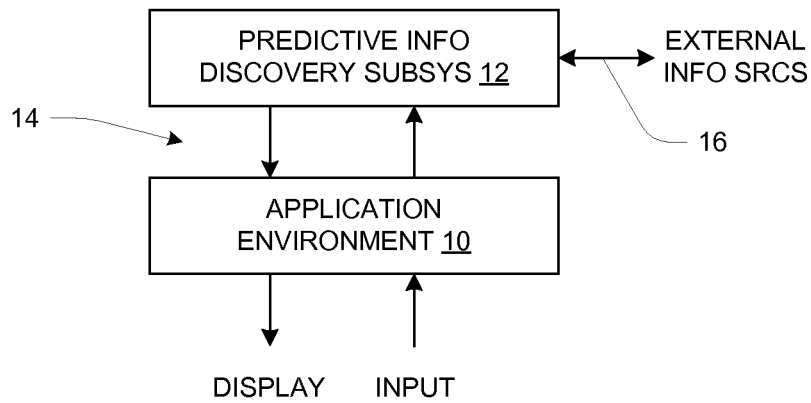 PREDICTIVE INFO
DISCOVERY SUBSYS 12
EXTERNAL
INFO SRCS
14
16
APPLICATION
ENVIRONMENT 10
DISPLAY
INPUT